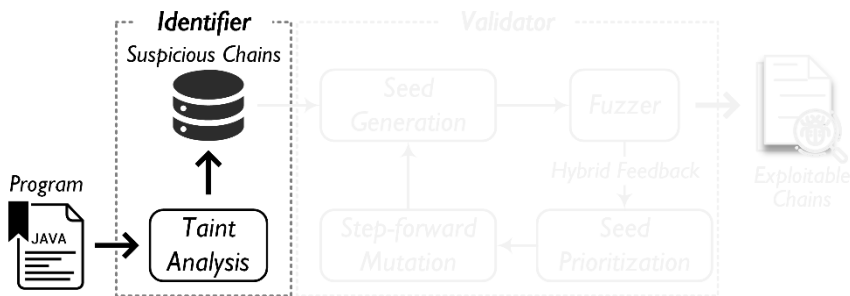 Identifier
Validator
Suspicious Chains
Seed
Generation
Fuzzer
Hybrid Feedback
Exploitable
Chains
Program
JAVA
Taint
Analysis
Step-forward
Mutation
Seed
Prioritization